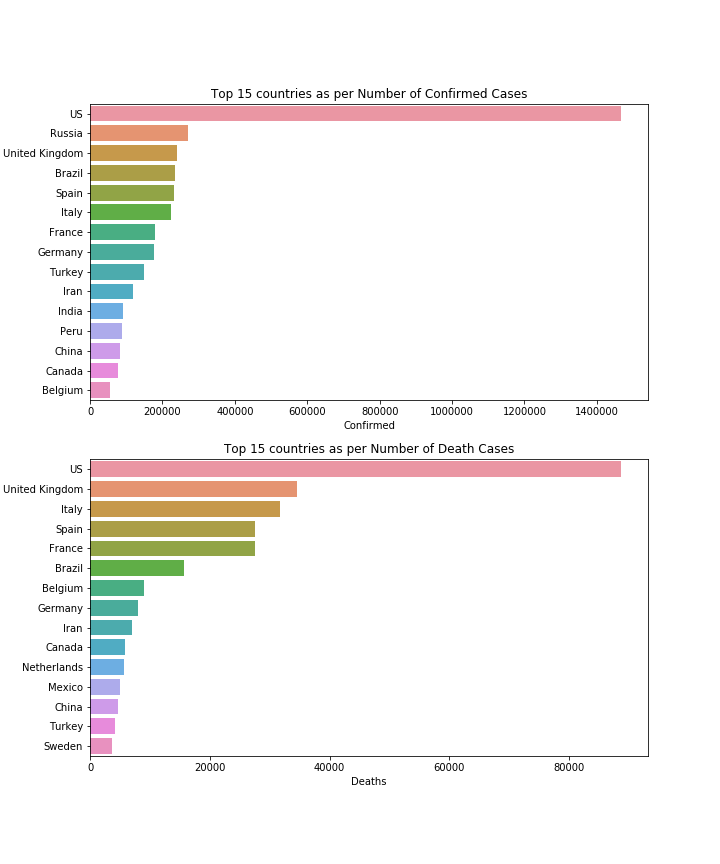 Top 15 countries as per Number of Confirmed Cases
US
Russia
United Kingdom
Brazil
Spain
Italy
France
Germany
Turkey
Iran
India
Peru
China
Canada
Belgium
0 200000 400000 600000 800000 1000000 1200000 1400000
Confirmed
Top 15 countries as per Number of Death Cases
US
United Kingdom
Italy
Spain
France
Brazil
Belgium
Germany
Iran
Canada
Netherlands
Mexico
China
Turkey
Sweden
0 20000 40000 60000 80000
Deaths